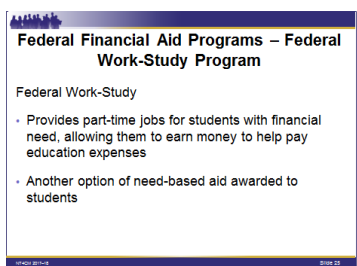 Federal Financial Aid Programs – Federal
Work-Study Program
Federal Work-Study
• Provides part-time jobs for students with financial
need, allowing them to earn money to help pay
education expenses
• Another option of need-based aid awarded to
students
Slide 25